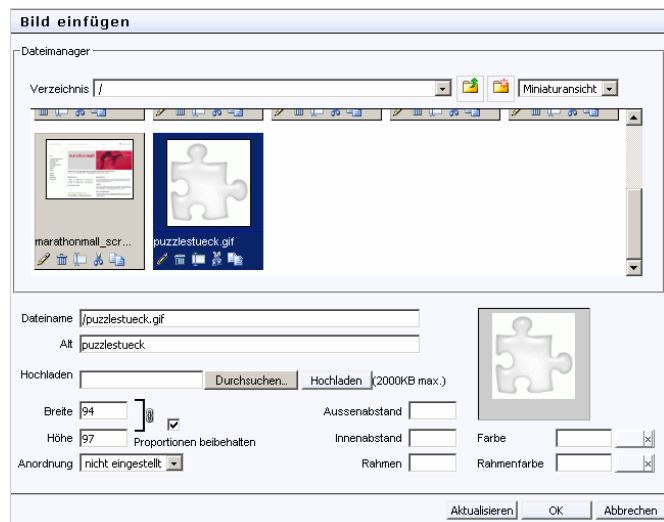 Bild einfügen
Dateimanager
Verzeichnis /
Miniaturansicht
marathonmall_scr...
puzzlestueck.gif
Dateiname /puzzlestueck.gif
Alt puzzlestueck
Hochladen Durchsuchen... Hochladen (2000KB max.)
Breite 94 Aussenabstand
Höhe 97 Proportionen beibehalten Innenabstand Farbe
Anordnung nicht eingestellt Rahmen Rahmenfarbe
Aktualisieren OK Abbrechen